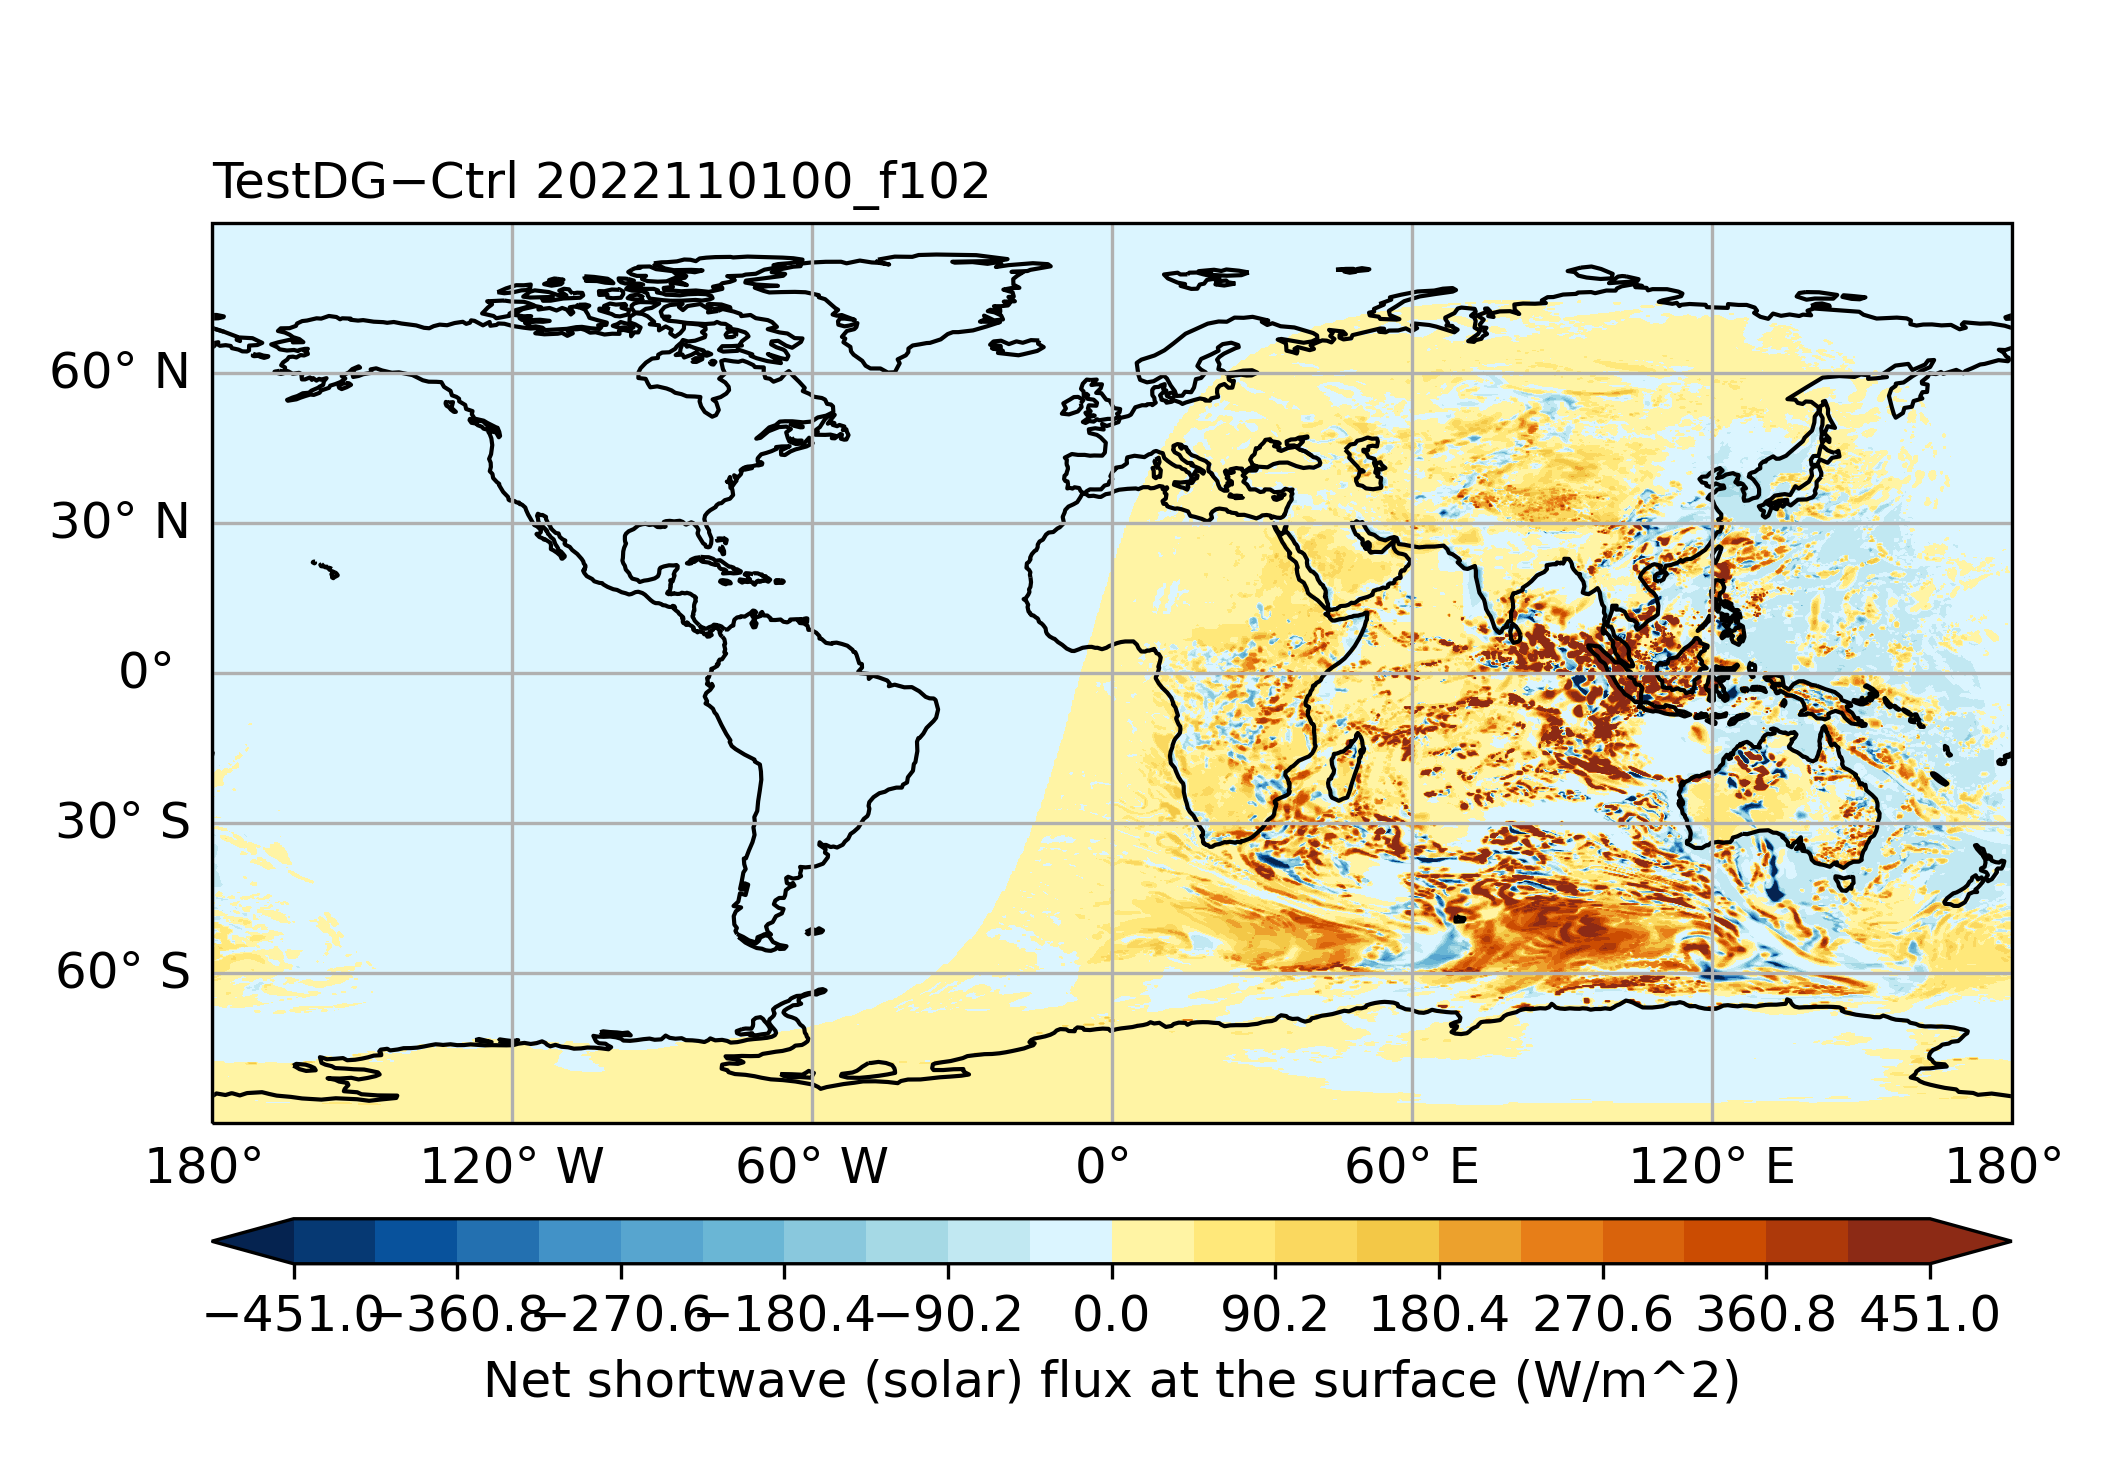 TestDG−Ctrl 2022110100_f102
60° N
30° N
0°
30° S
60° S
180° 120° W 60° W 0° 60° E 120° E 180°
−451.0 −360.8 −270.6 −180.4 −90.2 0.0 90.2 180.4 270.6 360.8 451.0
Net shortwave (solar) flux at the surface (W/m^2)